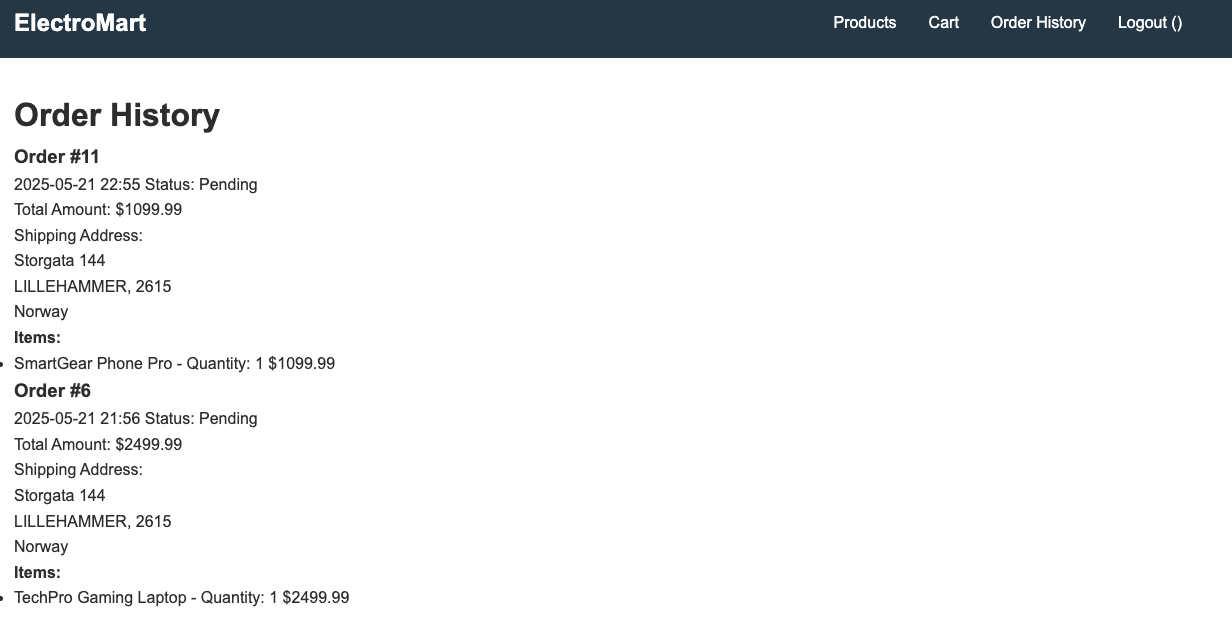 ElectroMart
Products Cart Order History Logout ()
Order History
Order #11
2025-05-21 22:55 Status: Pending
Total Amount: $1099.99
Shipping Address:
Storgata 144
LILLEHAMMER, 2615
Norway
Items:
SmartGear Phone Pro - Quantity: 1 $1099.99
Order #6
2025-05-21 21:56 Status: Pending
Total Amount: $2499.99
Shipping Address:
Storgata 144
LILLEHAMMER, 2615
Norway
Items:
TechPro Gaming Laptop - Quantity: 1 $2499.99